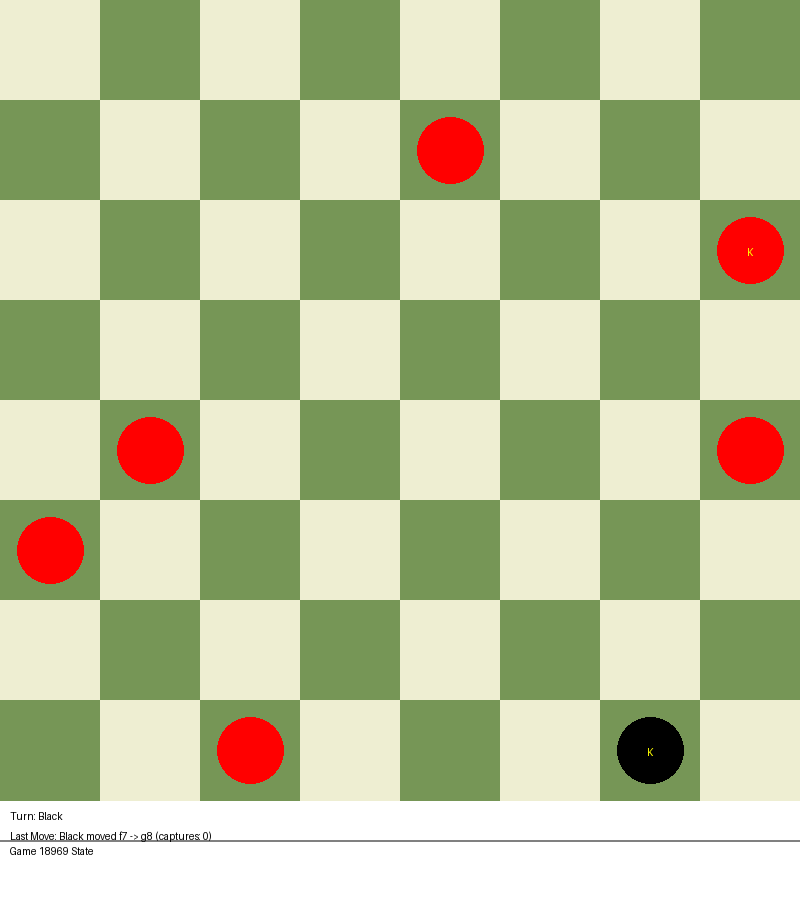 K
K
Turn: Black
Last Move: Black moved f7 -> g8 (captures: 0)
Game 18969 State